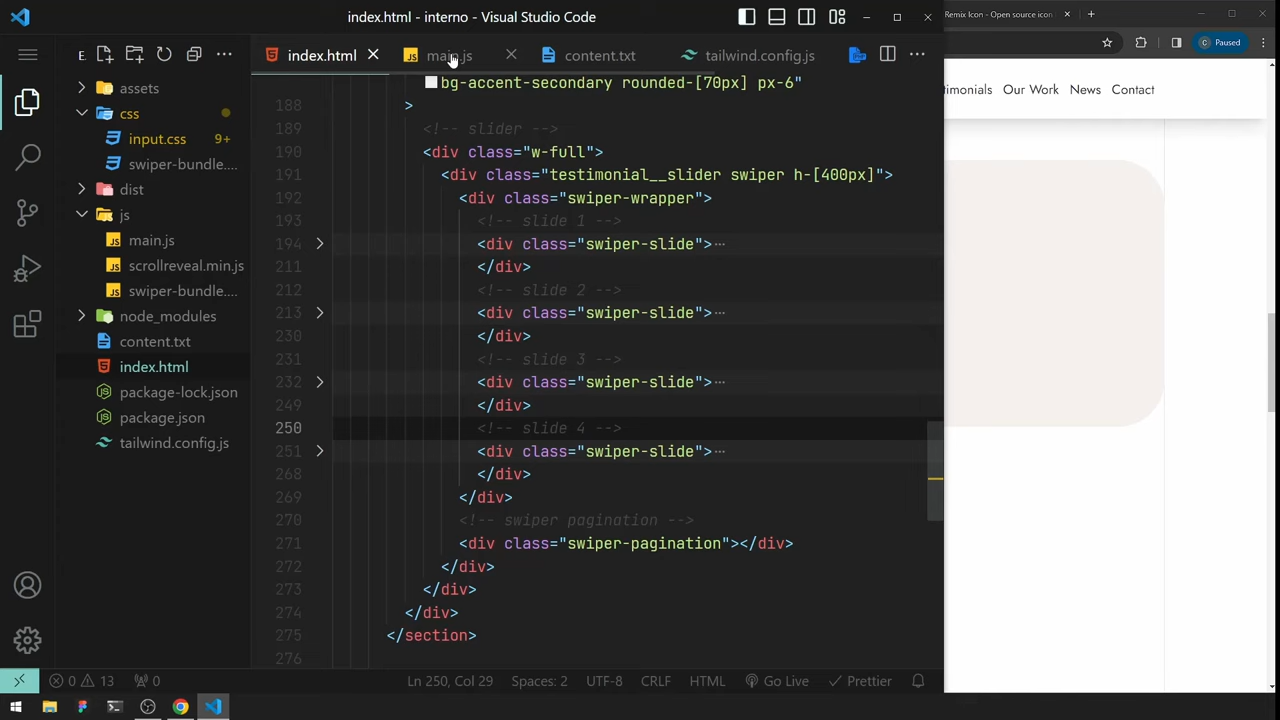 index.html - interno - Visual Studio Code
Remix Icon - Open source icon
Paused
E
index.html
main.js
content.txt
tailwind.config.js
assets
css
input.css 9+
swiper-bundle....
dist
js
main.js
scrollreveal.min.js
swiper-bundle....
node_modules
content.txt
index.html
package-lock.json
package.json
tailwind.config.js
bg-accent-secondary rounded-[70px] px-6"
188 >
189 <!-- slider -->
190 <div class="w-full">
191 <div class="testimonial__slider swiper h-[400px]">
192 <div class="swiper-wrapper">
193 <!-- slide 1 -->
194 <div class="swiper-slide">⋯
211 </div>
212 <!-- slide 2 -->
213 <div class="swiper-slide">⋯
230 </div>
231 <!-- slide 3 -->
232 <div class="swiper-slide">⋯
249 </div>
250 <!-- slide 4 -->
251 <div class="swiper-slide">⋯
268 </div>
269 </div>
270 <!-- swiper pagination -->
271 <div class="swiper-pagination"></div>
272 </div>
273 </div>
274 </div>
275 </section>
276
timonials Our Work News Contact
0 13 0
Ln 250, Col 29 Spaces: 2 UTF-8 CRLF HTML Go Live Prettier